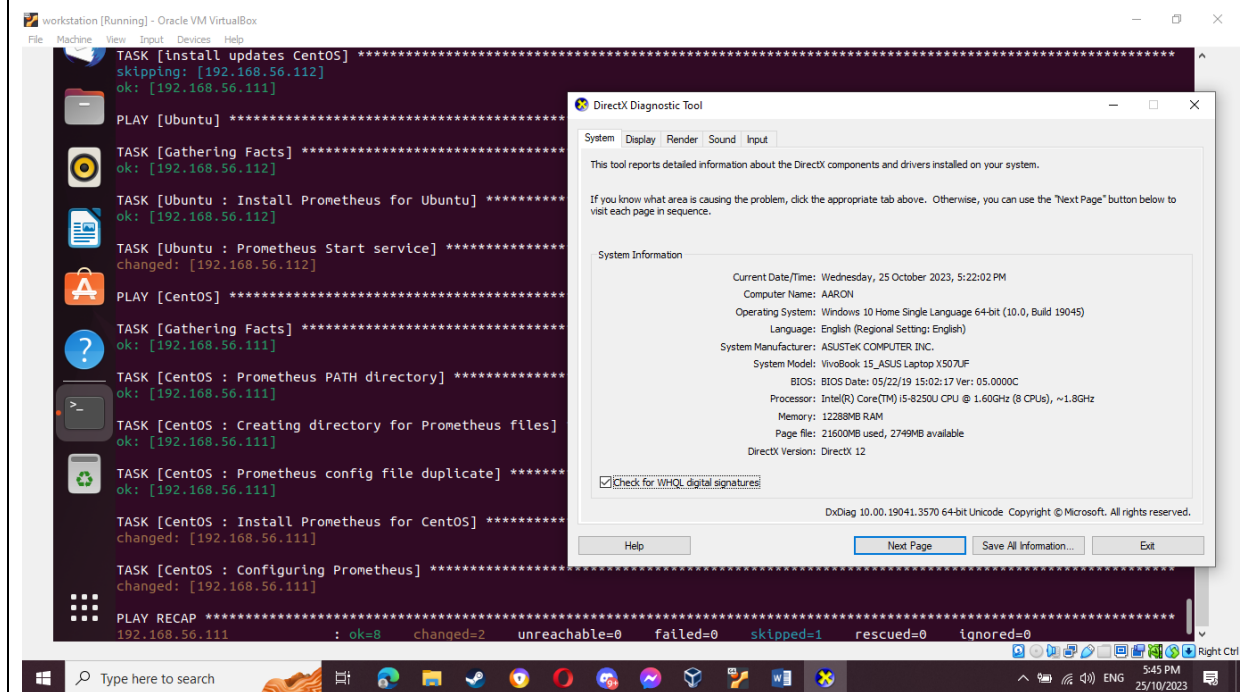 workstation [Running] - Oracle VM VirtualBox
File Machine View Input Devices Help
TASK [install updates CentOS] ********************************************************************************************************
skipping: [192.168.56.112]
ok: [192.168.56.111]
PLAY [Ubuntu] *******************************************
TASK [Gathering Facts] **********************************
ok: [192.168.56.112]
TASK [Ubuntu : Install Prometheus for Ubuntu] **********
ok: [192.168.56.112]
TASK [Ubuntu : Prometheus Start service] ***************
changed: [192.168.56.112]
PLAY [CentOS] *******************************************
TASK [Gathering Facts] **********************************
ok: [192.168.56.111]
TASK [CentOS : Prometheus PATH directory] **************
ok: [192.168.56.111]
TASK [CentOS : Creating directory for Prometheus files] *
ok: [192.168.56.111]
TASK [CentOS : Prometheus config file duplicate] *******
ok: [192.168.56.111]
TASK [CentOS : Install Prometheus for CentOS] **********
changed: [192.168.56.111]
TASK [CentOS : Configuring Prometheus] ***********************************************************************************************
changed: [192.168.56.111]
PLAY RECAP ***************************************************************************************************************************
192.168.56.111 : ok=8 changed=2 unreachable=0 failed=0 skipped=1 rescued=0 ignored=0
DirectX Diagnostic Tool
System Display Render Sound Input
This tool reports detailed information about the DirectX components and drivers installed on your system.
If you know what area is causing the problem, click the appropriate tab above. Otherwise, you can use the "Next Page" button below to
visit each page in sequence.
System Information
Current Date/Time: Wednesday, 25 October 2023, 5:22:02 PM
Computer Name: AARON
Operating System: Windows 10 Home Single Language 64-bit (10.0, Build 19045)
Language: English (Regional Setting: English)
System Manufacturer: ASUSTeK COMPUTER INC.
System Model: VivoBook 15_ASUS Laptop X507UF
BIOS: BIOS Date: 05/22/19 15:02:17 Ver: 05.0000C
Processor: Intel(R) Core(TM) i5-8250U CPU @ 1.60GHz (8 CPUs), ~1.8GHz
Memory: 12288MB RAM
Page file: 21600MB used, 2749MB available
DirectX Version: DirectX 12
Check for WHQL digital signatures
DxDiag 10.00.19041.3570 64-bit Unicode Copyright © Microsoft. All rights reserved.
Help Next Page Save All Information... Exit
Right Ctrl
Type here to search
ENG
5:45 PM
25/10/2023